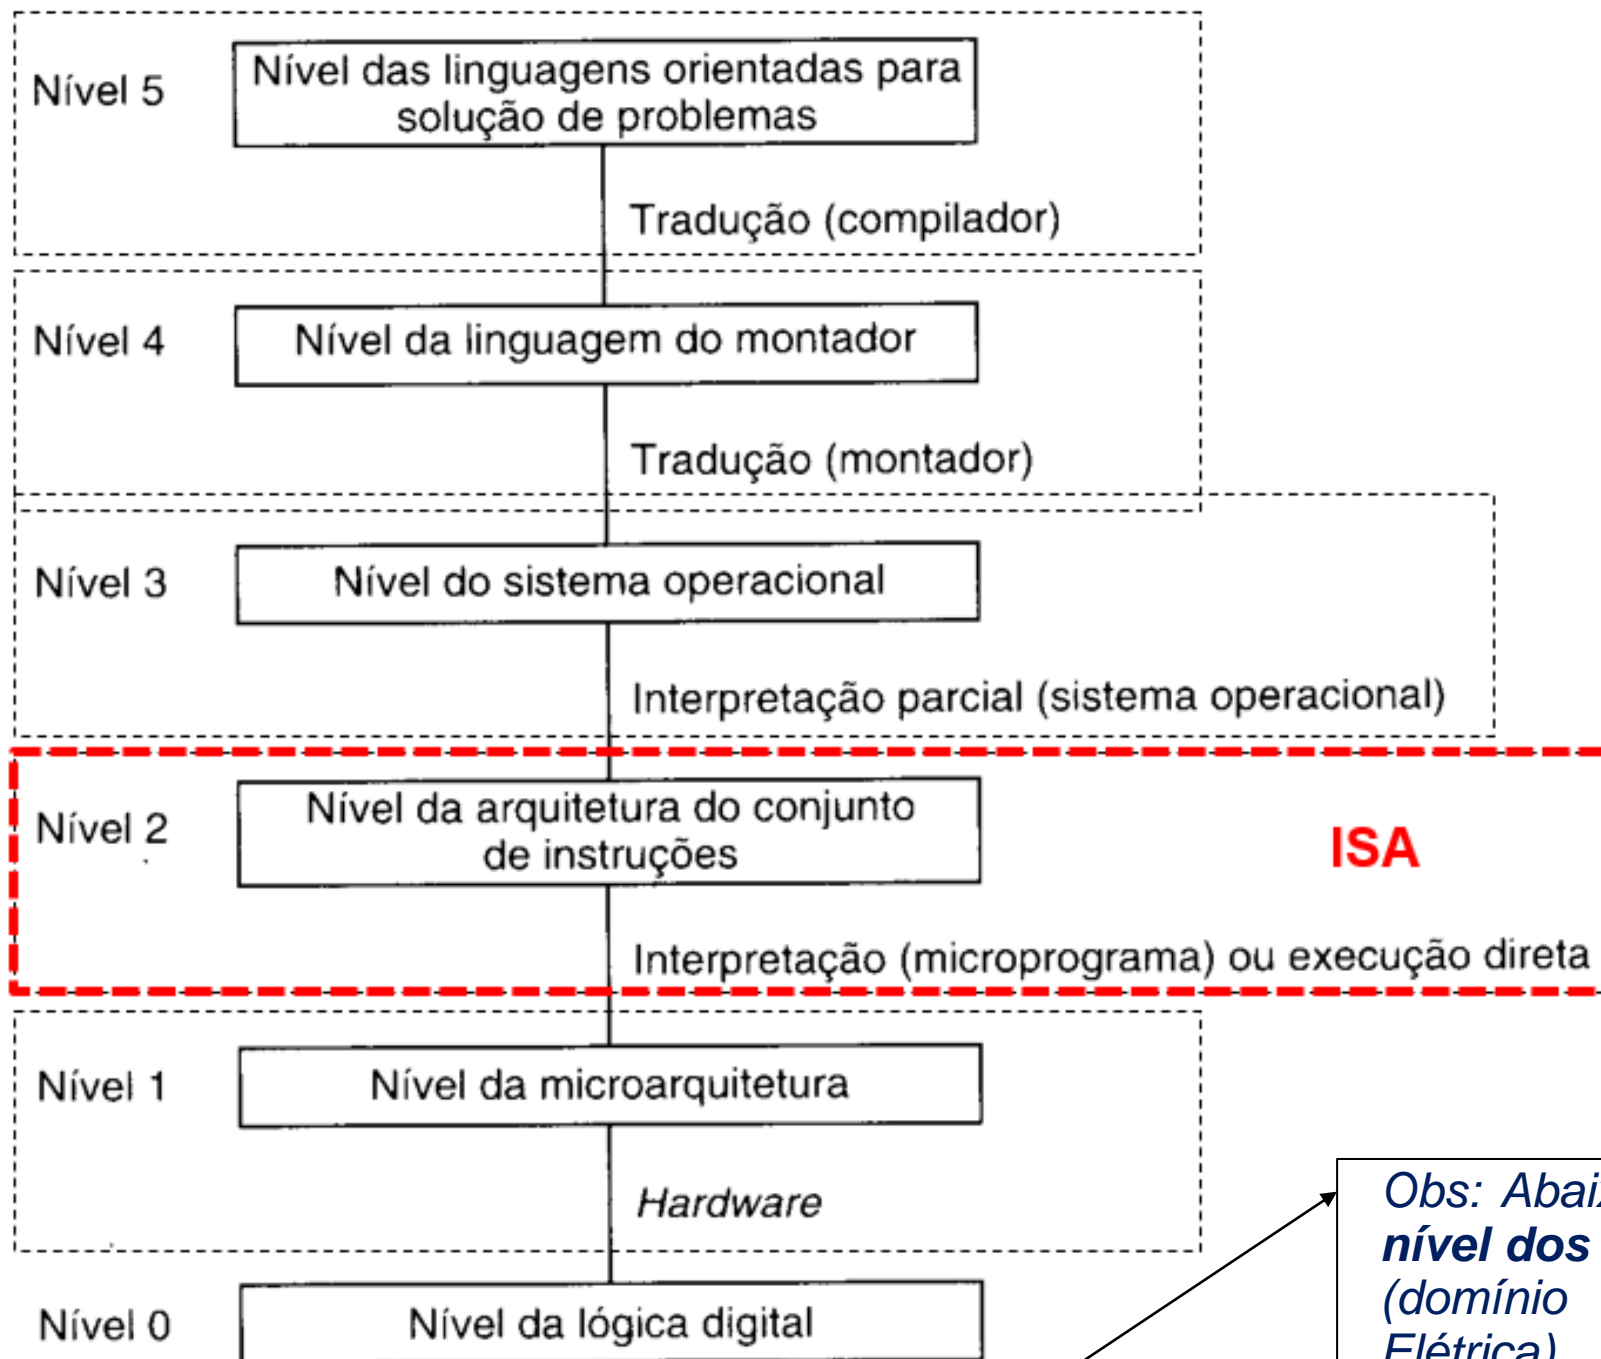 Nível 5
Nível das linguagens orientadas para
solução de problemas
Tradução (compilador)
Nível 4
Nível da linguagem do montador
Tradução (montador)
Nível 3
Nível do sistema operacional
Interpretação parcial (sistema operacional)
Nível 2
Nível da arquitetura do conjunto
de instruções
ISA
Interpretação (microprograma) ou execução direta
Nível 1
Nível da microarquitetura
Hardware
Nível 0
Nível da lógica digital
Obs:
nível dos
(domínio
Elétrica)